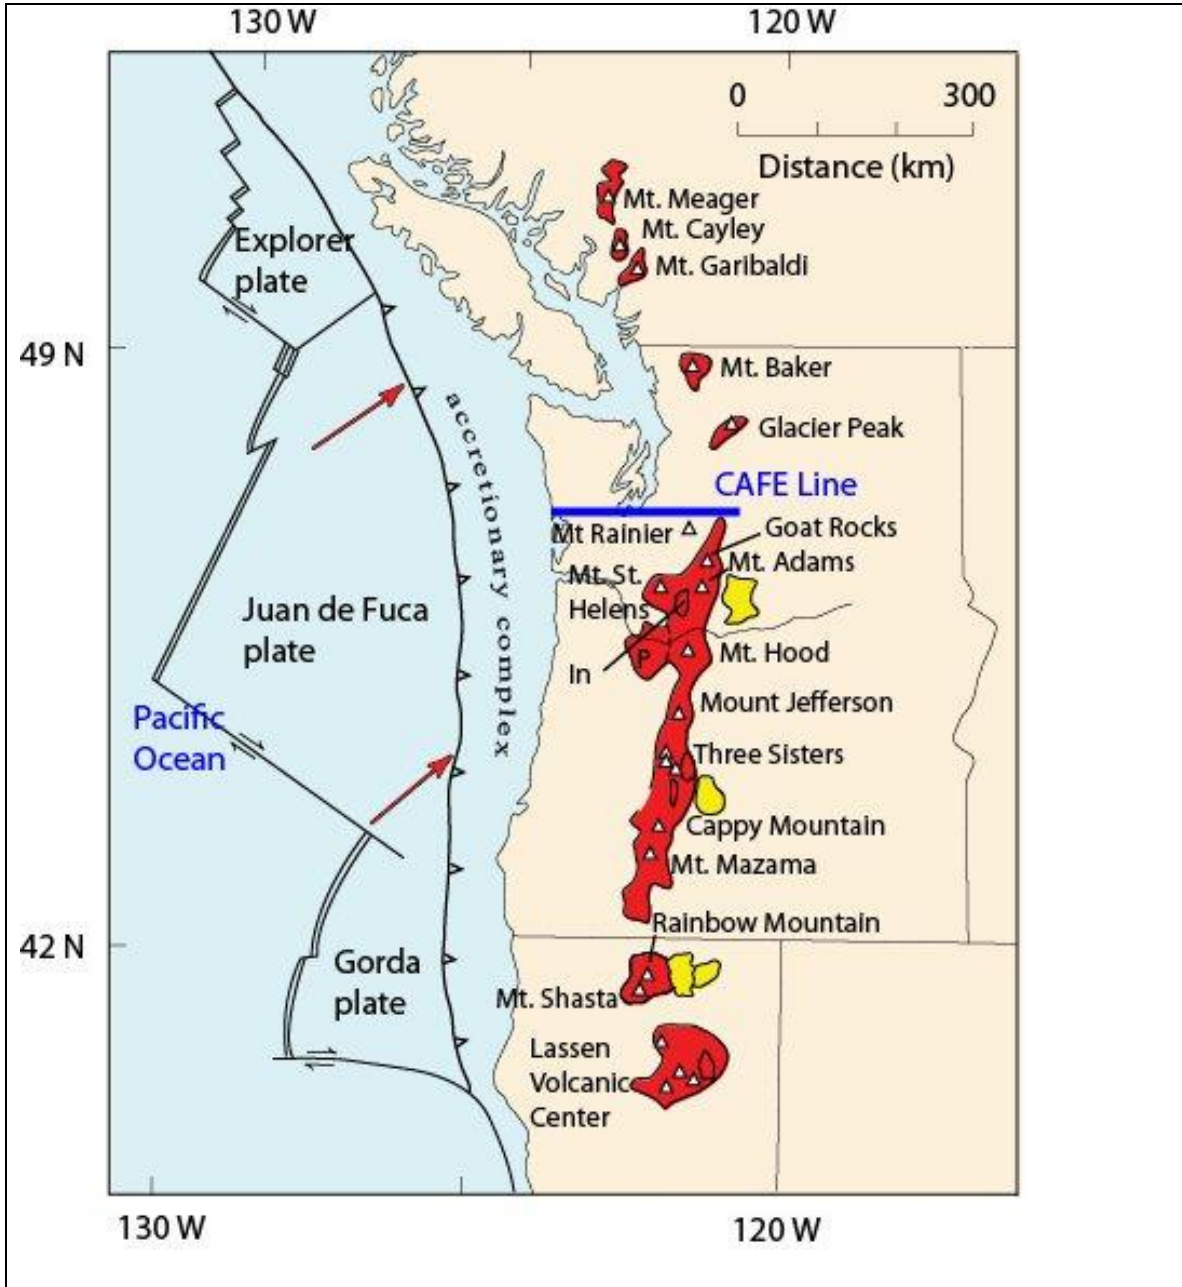 130 W
120 W
0
300
Distance (km)
Mt. Meager
Mt. Cayley
Mt. Garibaldi
Explorer
plate
49 N
Mt. Baker
Glacier Peak
accretionary complex
CAFE Line
Mt Rainier
Goat Rocks
Mt. Adams
Mt. St.
Helens
Juan de Fuca
plate
P
Mt. Hood
In
Mount Jefferson
Pacific
Ocean
Three Sisters
Cappy Mountain
Mt. Mazama
Rainbow Mountain
42 N
Gorda
plate
Mt. Shasta
Lassen
Volcanic
Center
130 W
120 W